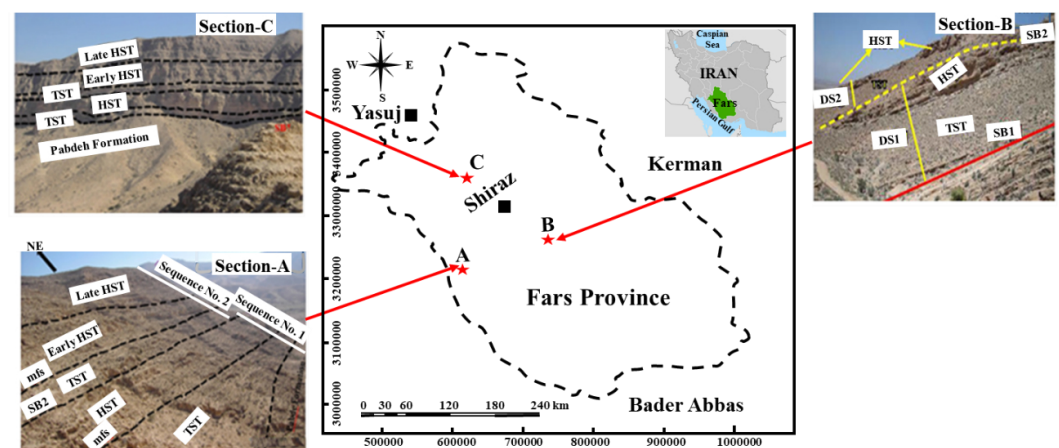 Section-C
Late HST
Early HST
TST
HST
TST
Pabdeh Formation
NE
Section-A
Sequence No. 2
Sequence No. 1
Late HST
Early HST
mfs
TST
SB2
HST
mfs
TST
N
W
E
S
Yasuj
C
Shiraz
B
A
Kerman
Fars Province
Bader Abbas
Caspian
Sea
IRAN
Fars
Persian Gulf
3500000
3400000
3300000
3200000
3100000
3000000
0 30 60 120 180 240 km
500000 600000 700000 800000 900000 1000000
Section-B
HST
SB2
HST
DS2
DS1
TST
SB1